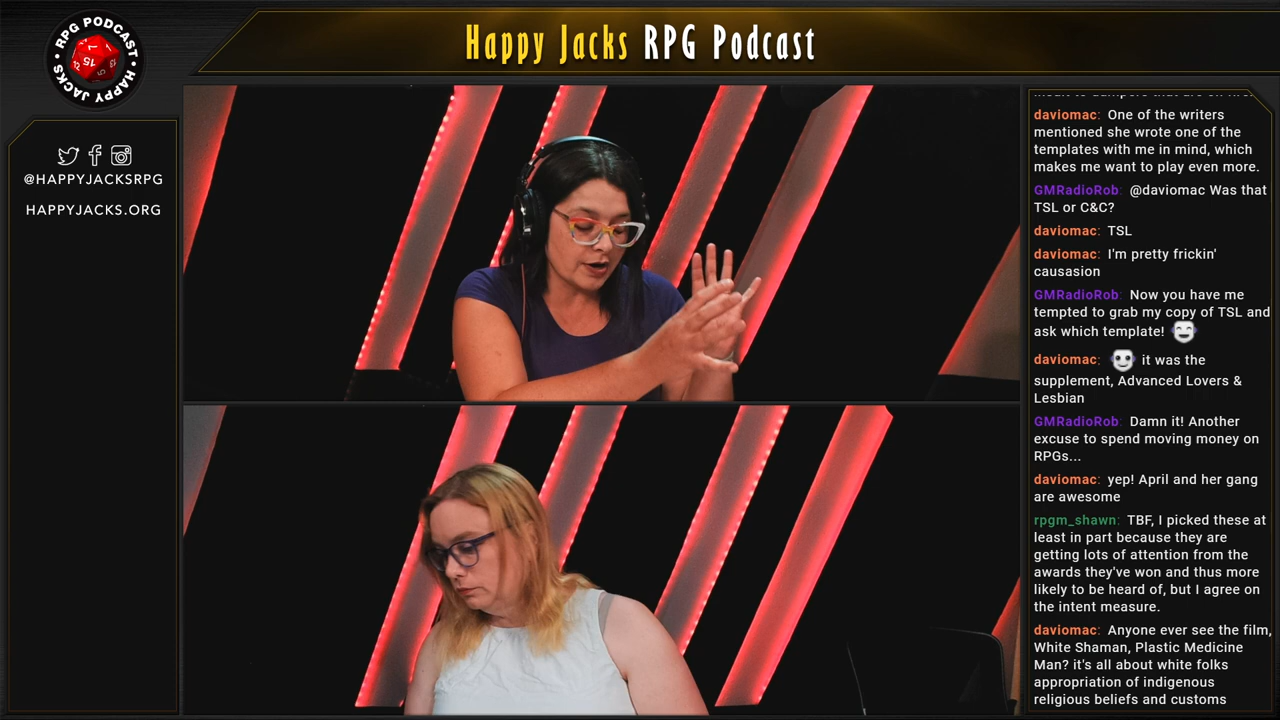 RPG PODCAST
HAPPY JACKS
Happy Jacks RPG Podcast
@HAPPYJACKSRPG
HAPPYJACKS.ORG
daviomac: One of the writers
mentioned she wrote one of the
templates with me in mind, which
makes me want to play even more.
GMRadioRob: @daviomac Was that
TSL or C&C?
daviomac: TSL
daviomac: I'm pretty frickin'
causasion
GMRadioRob: Now you have me
tempted to grab my copy of TSL and
ask which template!
daviomac: it was the
supplement, Advanced Lovers &
Lesbian
GMRadioRob: Damn it! Another
excuse to spend moving money on
RPGs...
daviomac: yep! April and her gang
are awesome
rpgm_shawn: TBF, I picked these at
least in part because they are
getting lots of attention from the
awards they've won and thus more
likely to be heard of, but I agree on
the intent measure.
daviomac: Anyone ever see the film,
White Shaman, Plastic Medicine
Man? it's all about white folks
appropriation of indigenous
religious beliefs and customs